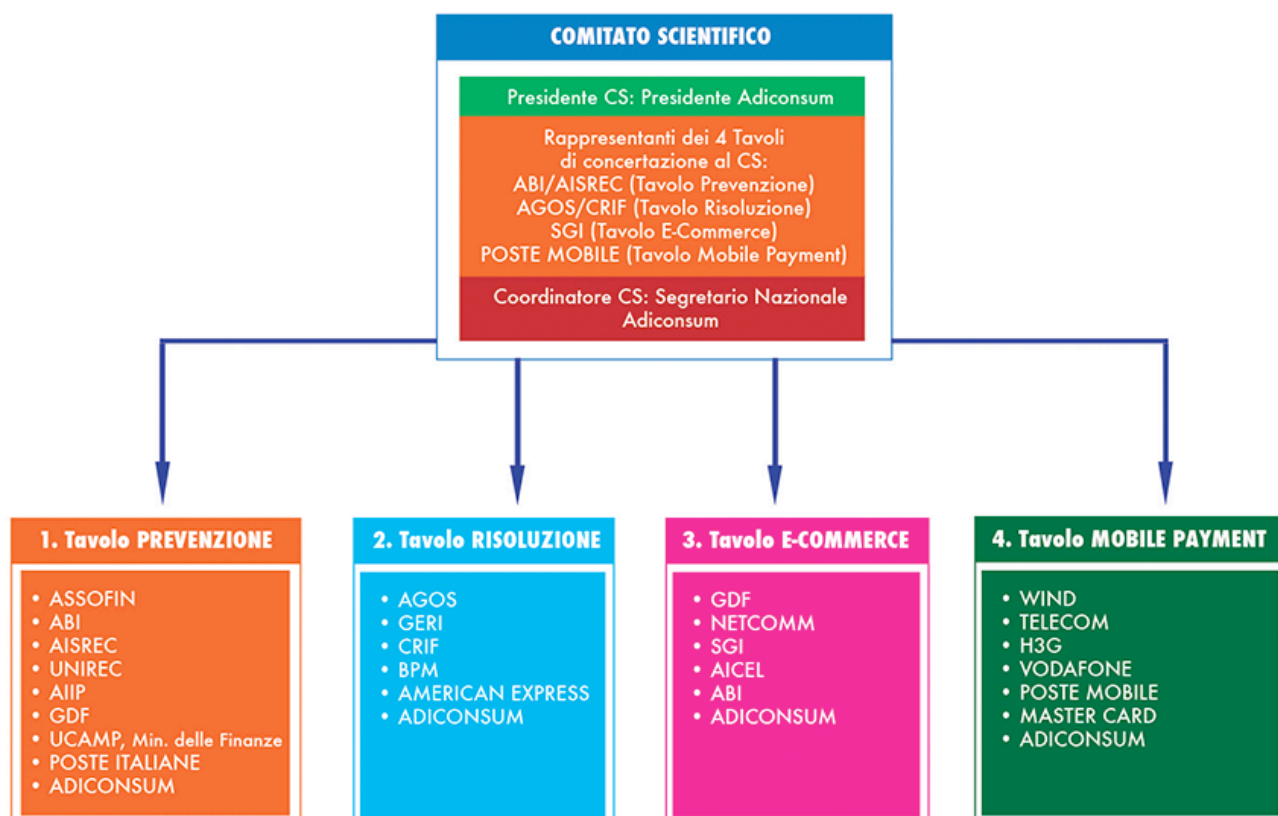 COMITATO SCIENTIFICO
Presidente CS: Presidente Adiconsum
Rappresentanti dei 4 Tavoli
di concertazione al CS:
ABI/AISREC (Tavolo Prevenzione)
AGOS/CRIF (Tavolo Risoluzione)
SGI (Tavolo E-Commerce)
POSTE MOBILE (Tavolo Mobile Payment)
Coordinatore CS: Segretario Nazionale
Adiconsum
1. Tavolo PREVENZIONE
• ASSOFIN
• ABI
• AISREC
• UNIREC
• AIIP
• GDF
• UCAMP, Min. delle Finanze
• POSTE ITALIANE
• ADICONSUM
2. Tavolo RISOLUZIONE
• AGOS
• GERI
• CRIF
• BPM
• AMERICAN EXPRESS
• ADICONSUM
3. Tavolo E-COMMERCE
• GDF
• NETCOMM
• SGI
• AICEL
• ABI
• ADICONSUM
4. Tavolo MOBILE PAYMENT
• WIND
• TELECOM
• H3G
• VODAFONE
• POSTE MOBILE
• MASTER CARD
• ADICONSUM